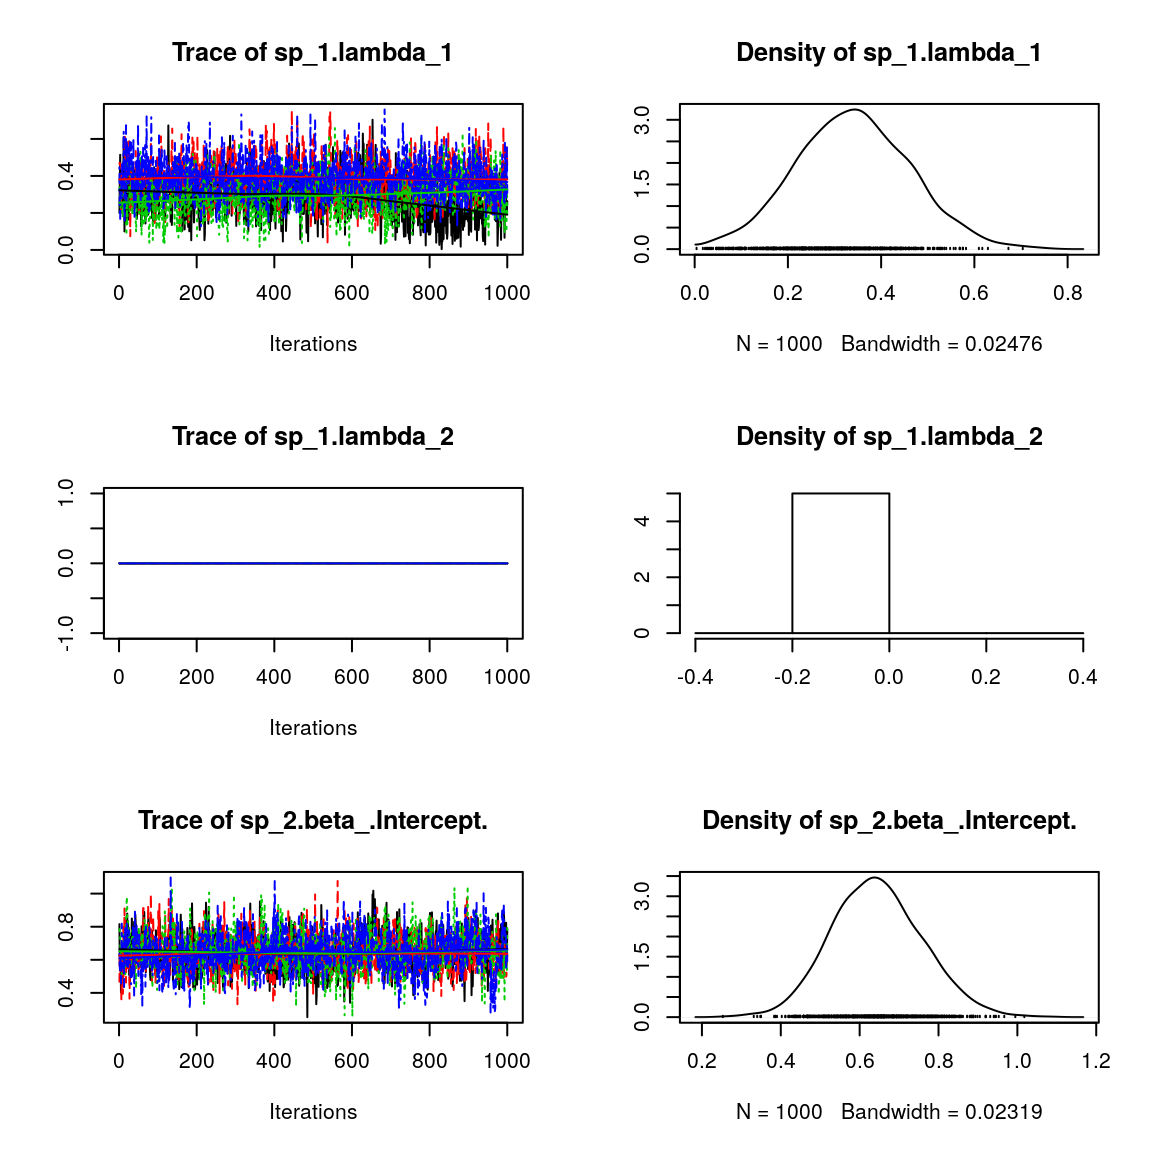 Trace of sp_1.lambda_1
0.0 0.4
0 200 400 600 800 1000
Iterations
Density of sp_1.lambda_1
0.0 1.5 3.0
0.0 0.2 0.4 0.6 0.8
N = 1000 Bandwidth = 0.02476
Trace of sp_1.lambda_2
-1.0 0.0 1.0
0 200 400 600 800 1000
Iterations
Density of sp_1.lambda_2
0 2 4
-0.4 -0.2 0.0 0.2 0.4
Trace of sp_2.beta_.Intercept.
0.4 0.8
0 200 400 600 800 1000
Iterations
Density of sp_2.beta_.Intercept.
0.0 1.5 3.0
0.2 0.4 0.6 0.8 1.0 1.2
N = 1000 Bandwidth = 0.02319